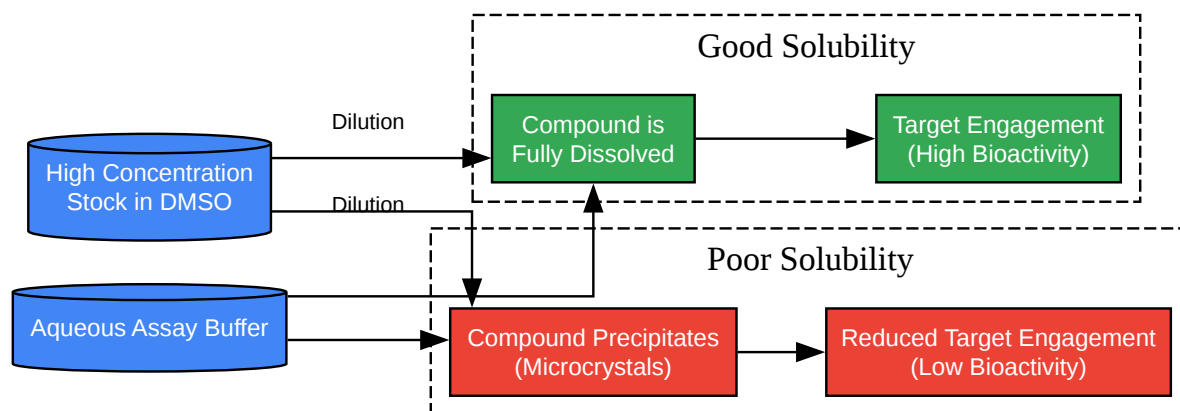 Good Solubility
Dilution
Compound is
Fully Dissolved
Target Engagement
(High Bioactivity)
High Concentration
Stock in DMSO
Dilution
Poor Solubility
Aqueous Assay Buffer
Compound Precipitates
(Microcrystals)
Reduced Target Engagement
(Low Bioactivity)